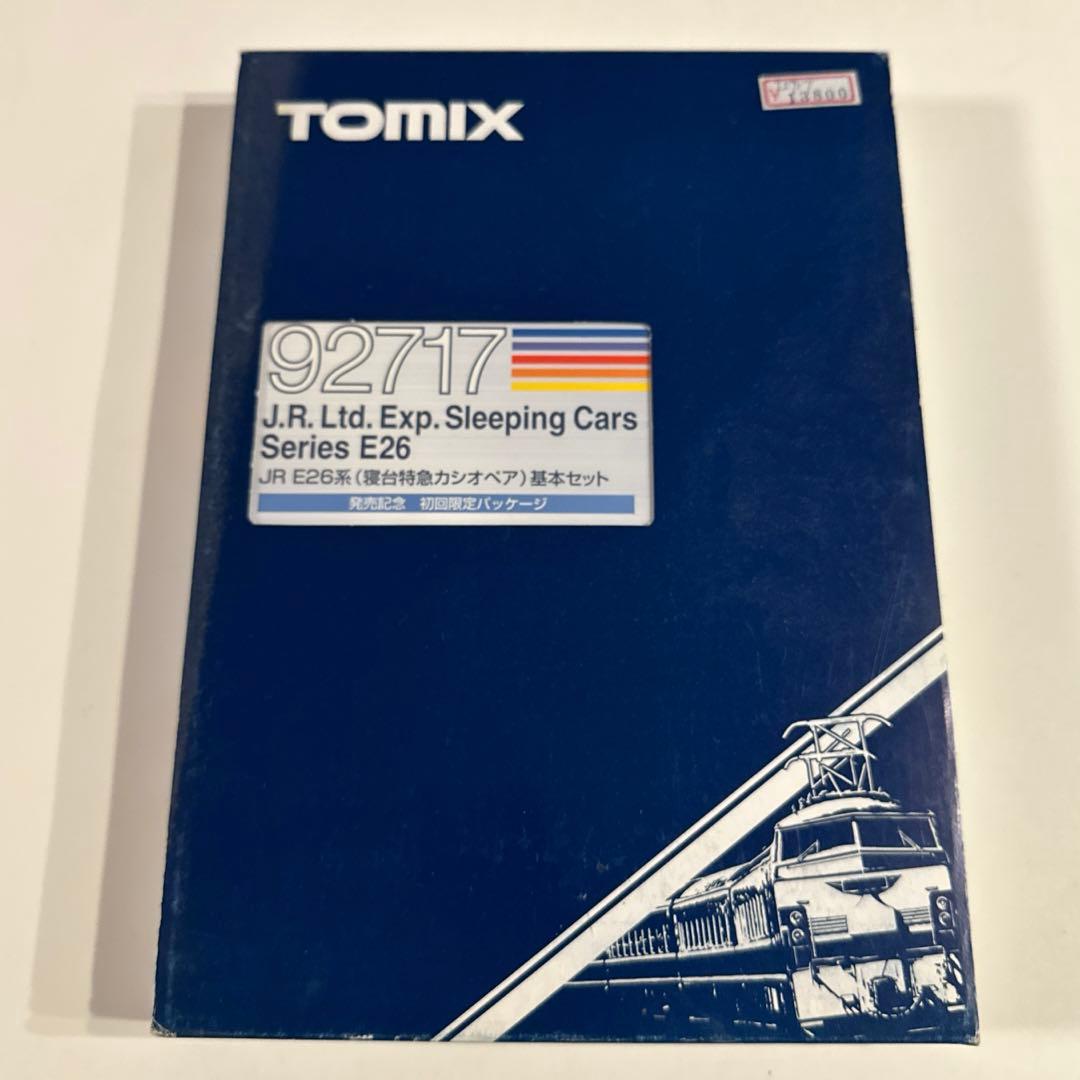 TOMIX
¥13800
92717
J.R. Ltd. Exp. Sleeping Cars
Series E26
JR E26系(寝台特急カシオペア)基本セット
発売記念 初回限定パッケージ